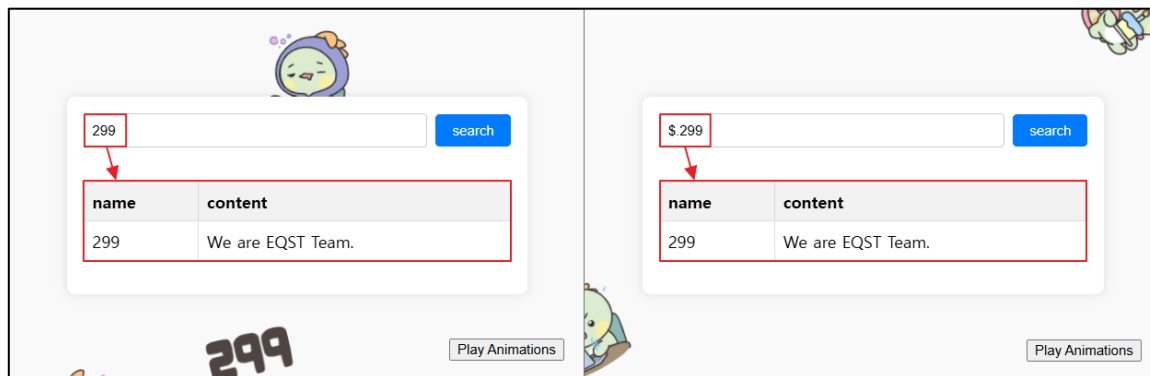 299
search
name content
299 We are EQST Team.
299
Play Animations
$.299
search
name content
299 We are EQST Team.
Play Animations